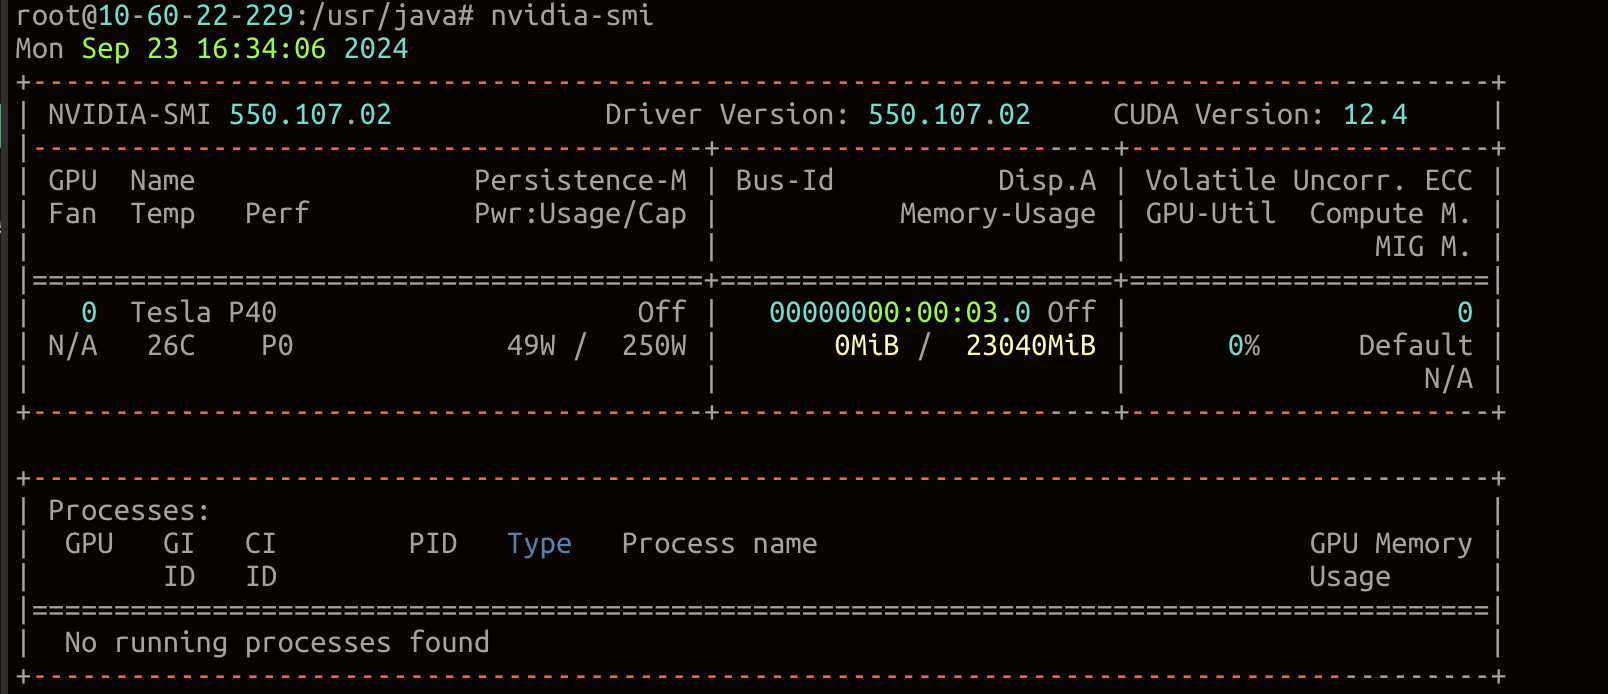 root@10-60-22-229:/usr/java# nvidia-smi
Mon Sep 23 16:34:06 2024
+-----------------------------------------------------------------------------------------+
| NVIDIA-SMI 550.107.02             Driver Version: 550.107.02     CUDA Version: 12.4     |
|-----------------------------------------+------------------------+----------------------+
| GPU  Name                 Persistence-M | Bus-Id          Disp.A | Volatile Uncorr. ECC |
| Fan  Temp   Perf          Pwr:Usage/Cap |           Memory-Usage | GPU-Util  Compute M. |
|                                         |                        |               MIG M. |
|=========================================+========================+======================|
|   0  Tesla P40                      Off |   00000000:00:03.0 Off |                    0 |
| N/A   26C    P0             49W /  250W |       0MiB /  23040MiB |      0%      Default |
|                                         |                        |                  N/A |
+-----------------------------------------+------------------------+----------------------+

+-----------------------------------------------------------------------------------------+
| Processes:                                                                              |
|  GPU   GI   CI        PID   Type   Process name                              GPU Memory |
|        ID   ID                                                               Usage      |
|=========================================================================================|
|  No running processes found                                                             |
+-----------------------------------------------------------------------------------------+